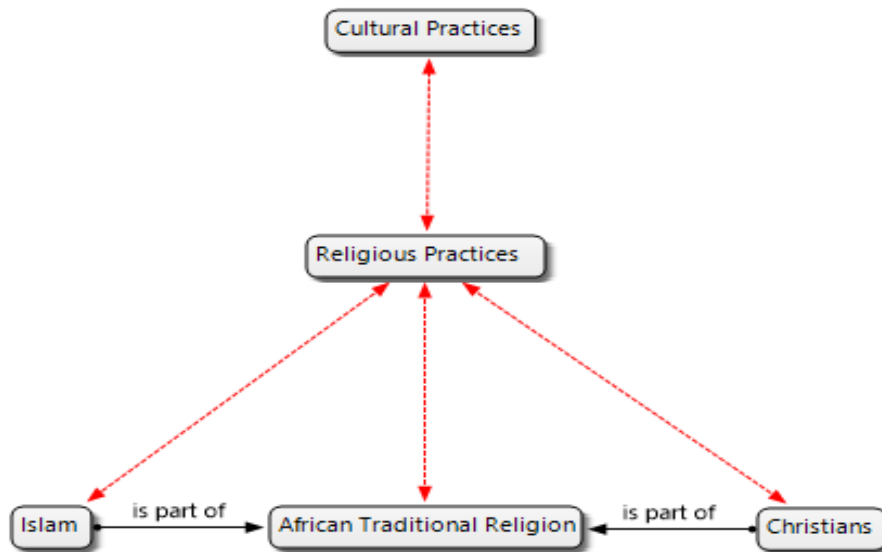 Cultural Practices
Religious Practices
is part of
is part of
Islam
African Traditional Religion
Christians